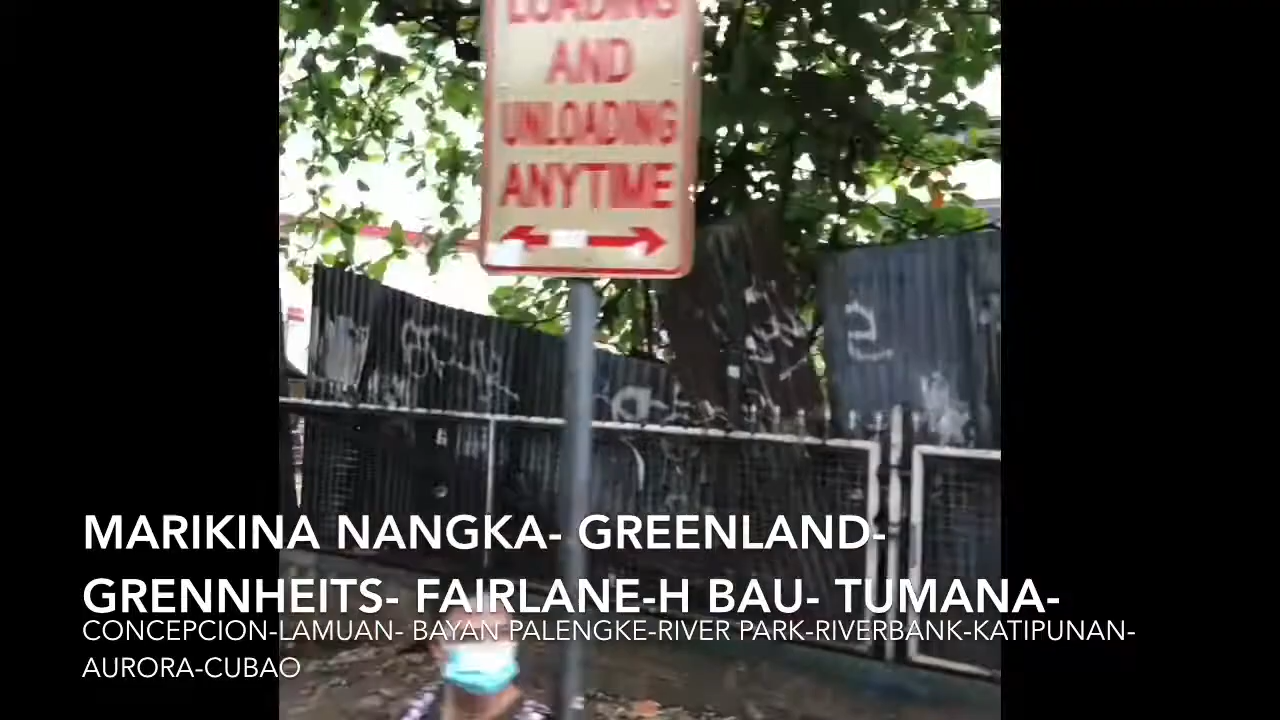 LOADING
AND
UNLOADING
ANYTIME
MARIKINA NANGKA- GREENLAND-
GRENNHEITS- FAIRLANE-H BAU- TUMANA-
CONCEPCION-LAMUAN- BAYAN PALENGKE-RIVER PARK-RIVERBANK-KATIPUNAN-
AURORA-CUBAO